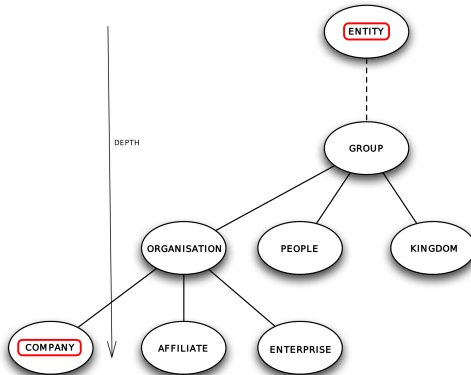 ENTITY
DEPTH
GROUP
ORGANISATION
PEOPLE
KINGDOM
COMPANY
AFFILIATE
ENTERPRISE